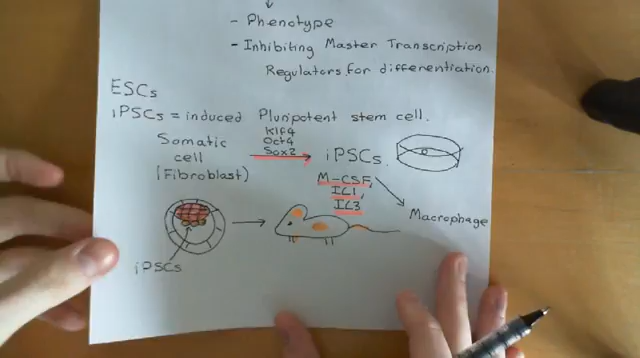 - Phenotype
- Inhibiting Master Transcription
Regulators for differentiation.
ESCs
iPSCs = induced Pluripotent stem cell.
Somatic cell (Fibroblast)
Klf4
Oct4
Sox2
iPSCs.
M-CSF,
IL1,
IL3
Macrophage
iPSCs